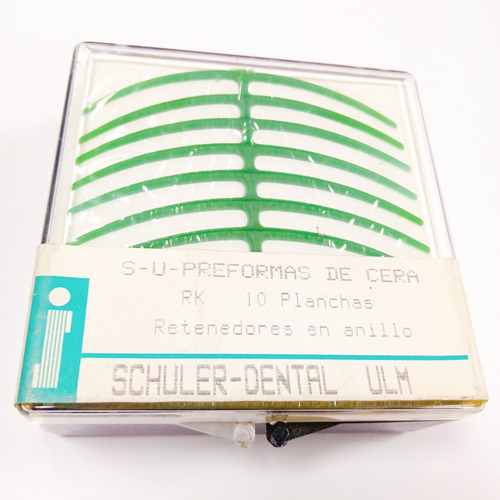 S-U-PREFORMAS DE CERA
RK 10 Planchas
Retenedores en anillo
SCHULER-DENTAL ULM